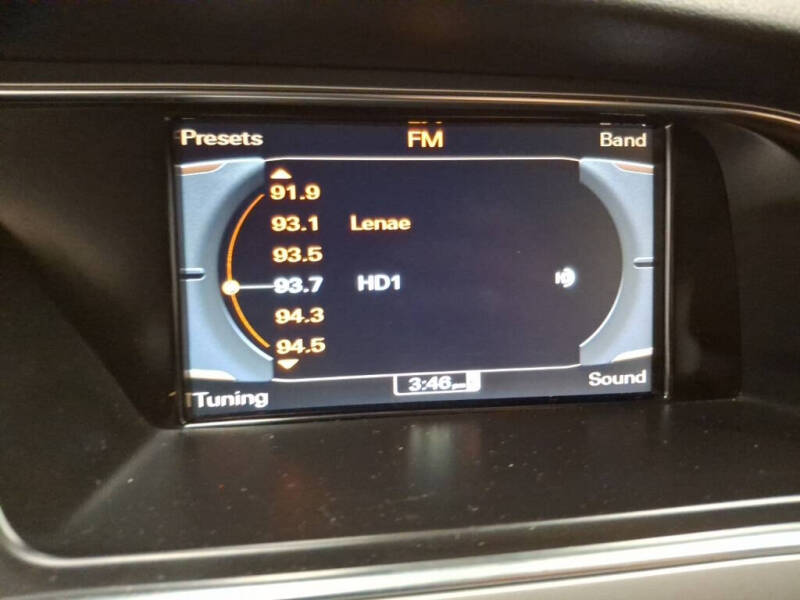 Presets FM Band
91.9
93.1 Lenae
93.5
93.7 HD1
94.3
94.5
3:46 pm
Tuning Sound